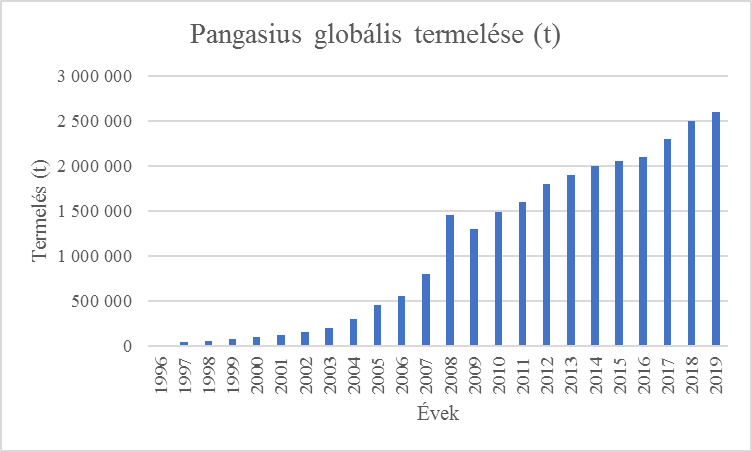 Pangasius globális termelése (t)
3 000 000
2 500 000
2 000 000
1 500 000
1 000 000
500 000
0
Termelés (t)
1996 1997 1998 1999 2000 2001 2002 2003 2004 2005 2006 2007 2008 2009 2010 2011 2012 2013 2014 2015 2016 2017 2018 2019
Évek